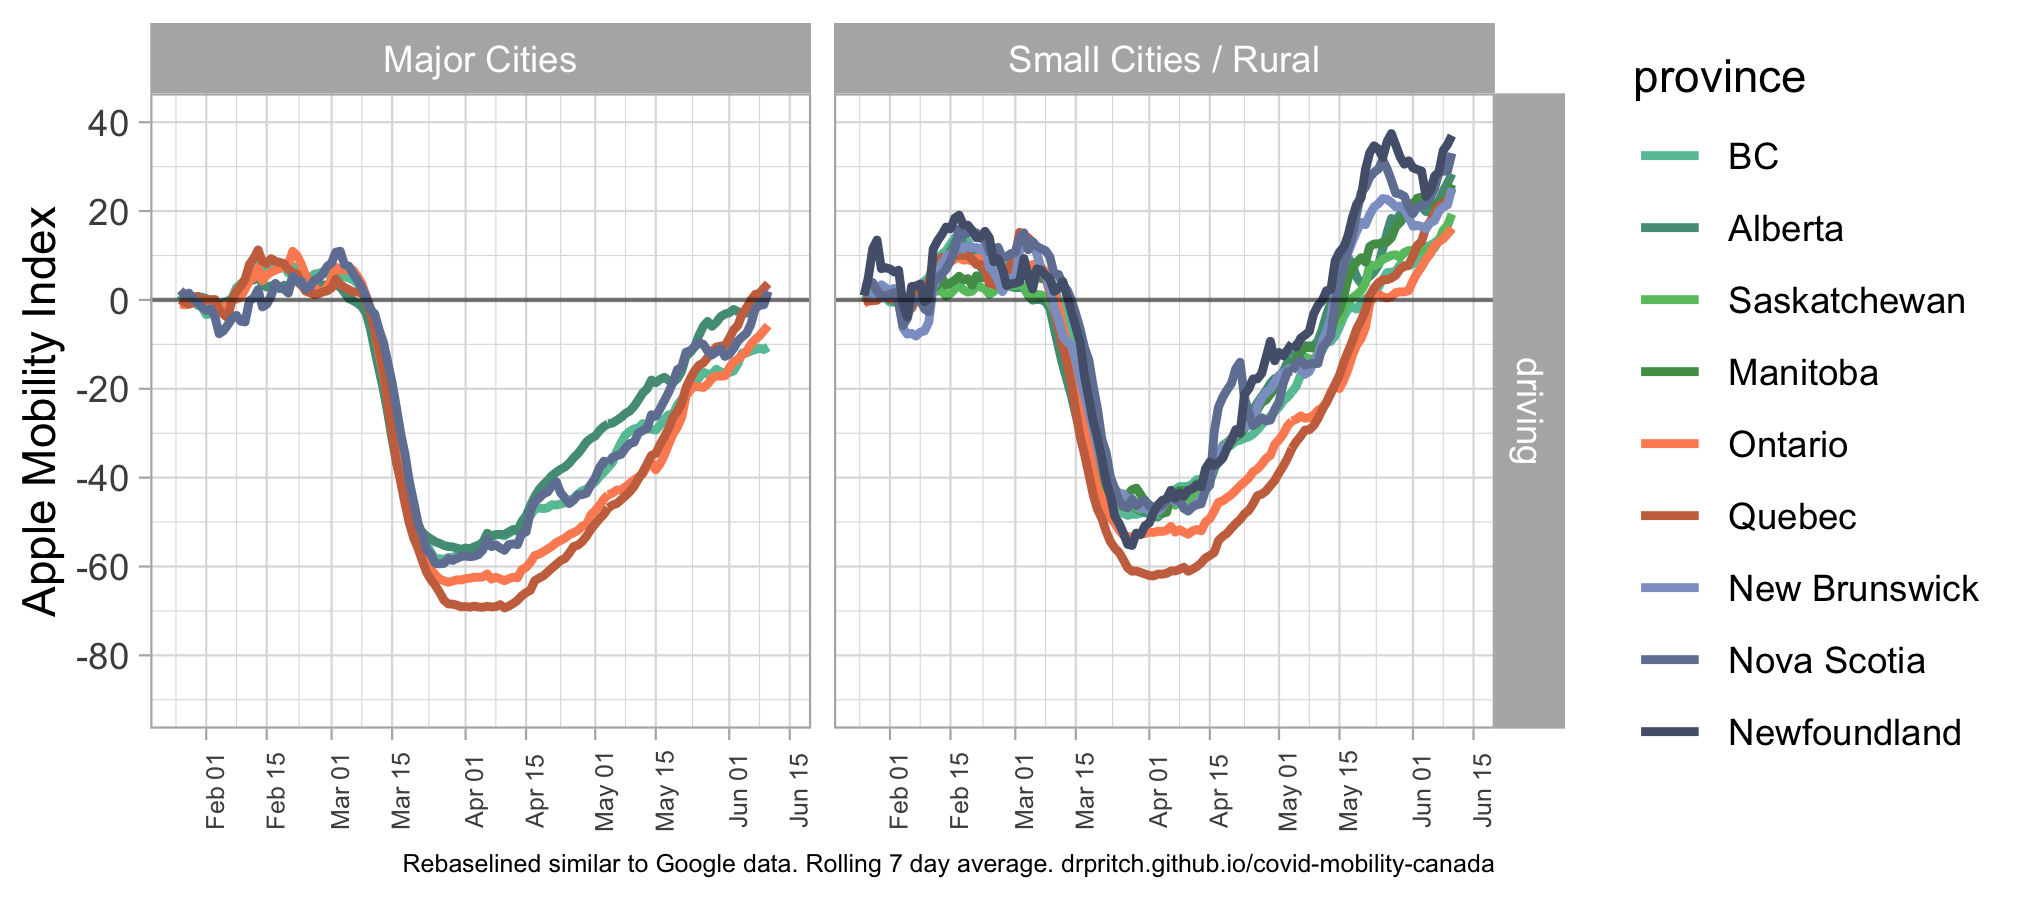 Major Cities
Small Cities / Rural
province
40
20
0
-20
-40
-60
-80
Apple Mobility Index
driving
BC
Alberta
Saskatchewan
Manitoba
Ontario
Quebec
New Brunswick
Nova Scotia
Newfoundland
Feb 01
Feb 15
Mar 01
Mar 15
Apr 01
Apr 15
May 01
May 15
Jun 01
Jun 15
Feb 01
Feb 15
Mar 01
Mar 15
Apr 01
Apr 15
May 01
May 15
Jun 01
Jun 15
Rebaselined similar to Google data. Rolling 7 day average. drpritch.github.io/covid-mobility-canada